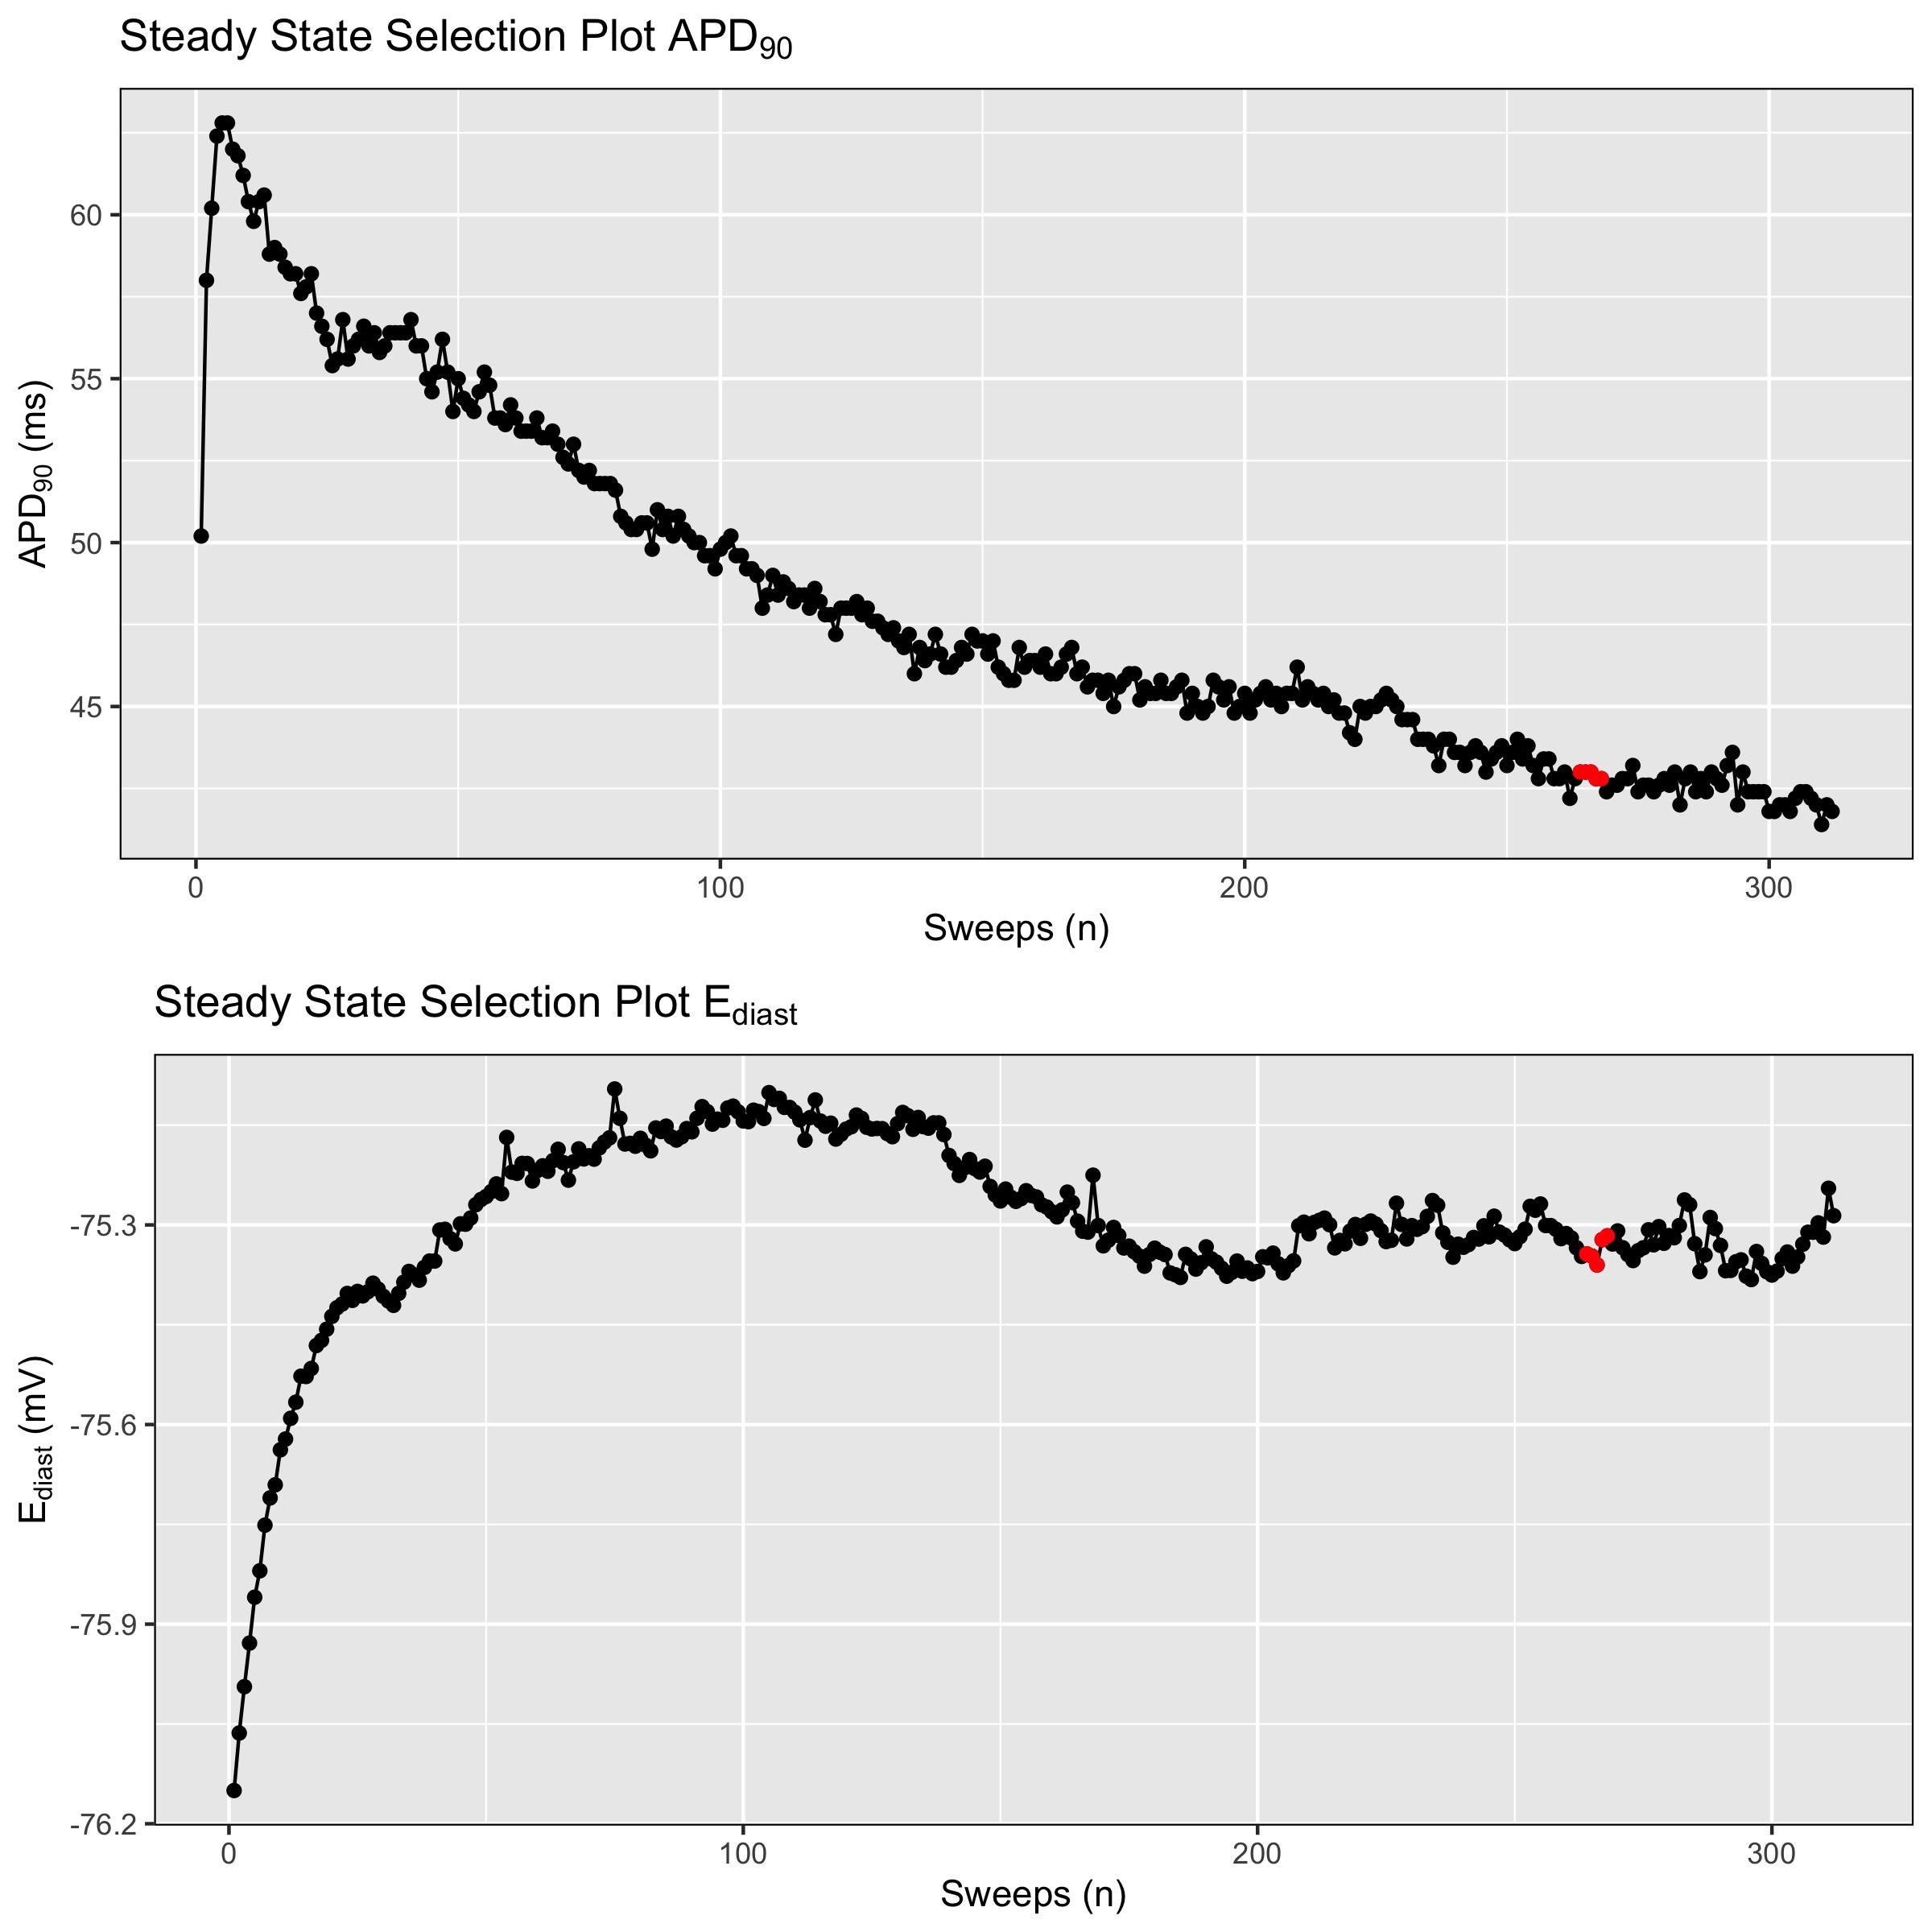 Steady State Selection Plot APD90
60
55
50
45
APD90 (ms)
0 100 200 300
Sweeps (n)
Steady State Selection Plot Ediast
-75.3
-75.6
-75.9
-76.2
Ediast (mV)
0 100 200 300
Sweeps (n)